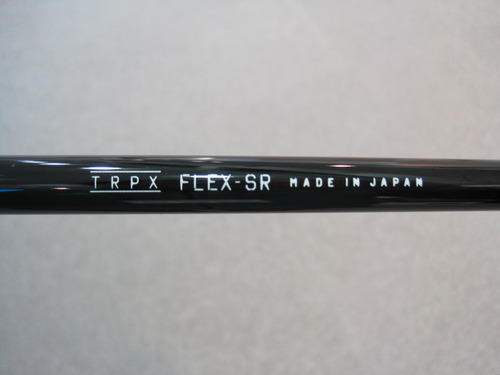 TRPX FLEX-SR MADE IN JAPAN